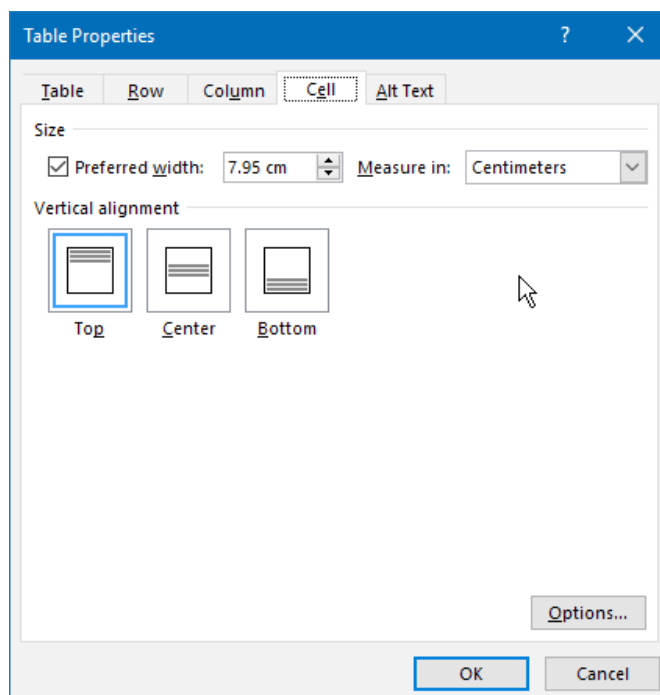 Table Properties ?
Table Row Column Cell Alt Text
Size
Preferred width: 7.95 cm Measure in: Centimeters
Vertical alignment
Top Center Bottom
Options...
OK Cancel